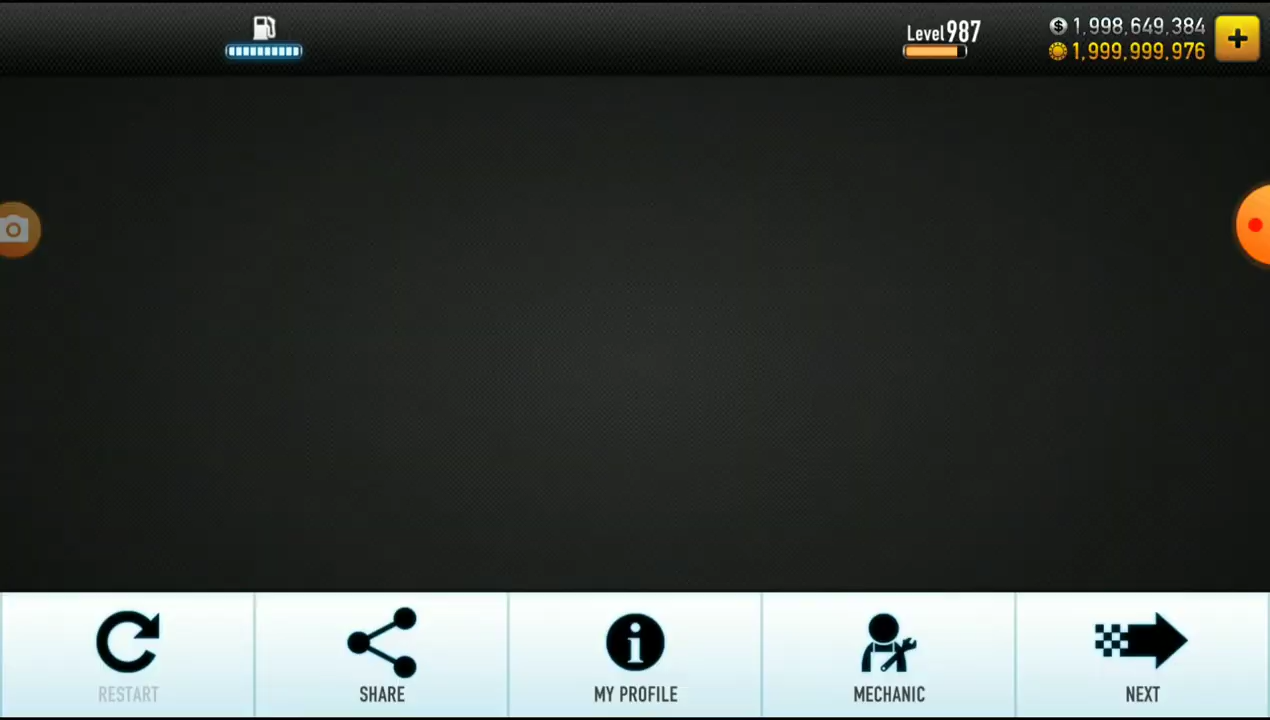 Level 987
1,998,649,384
1,999,999,976
RESTART
SHARE
MY PROFILE
MECHANIC
NEXT